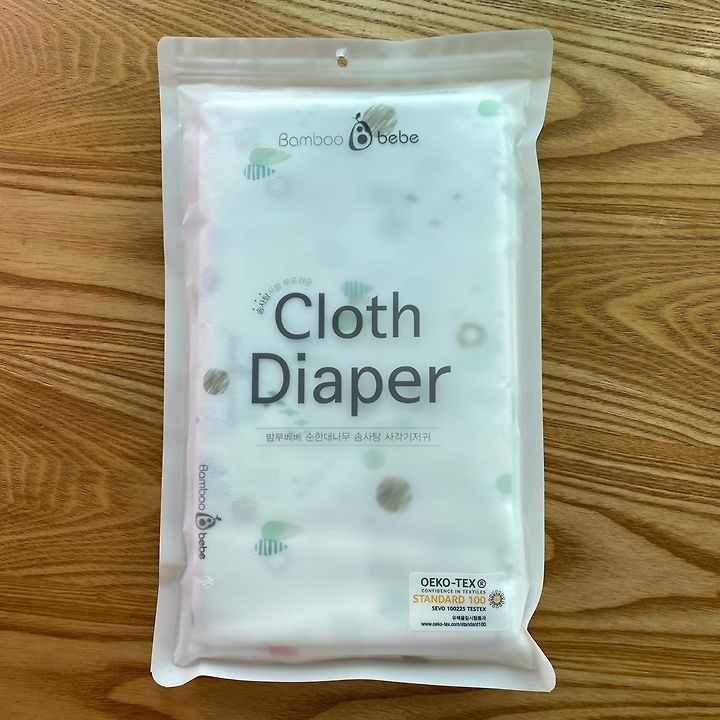 Bamboo bebe
솜사탕처럼 부드러운
Cloth
Diaper
밤부베베 순한대나무 솜사탕 사각기저귀
Bamboo bebe
OEKO-TEX®
CONFIDENCE IN TEXTILES
STANDARD 100
SEVO 100225 TESTEX
유해물질시험통과
www.oeko-tex.com/standard100